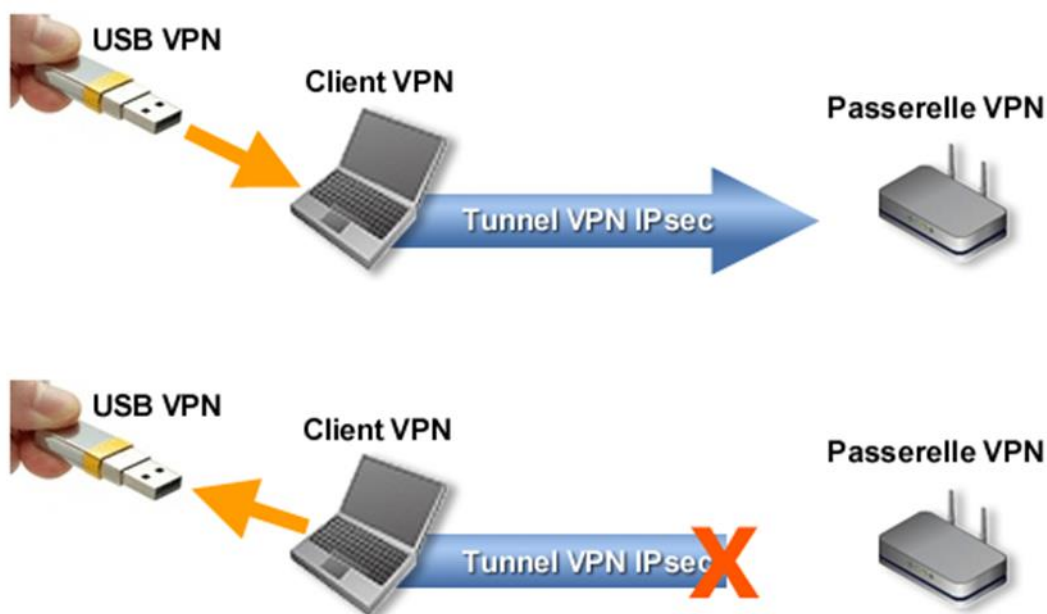 USB VPN
Client VPN
Passerelle VPN
Tunnel VPN IPsec
USB VPN
Client VPN
Passerelle VPN
Tunnel VPN IPsec
X